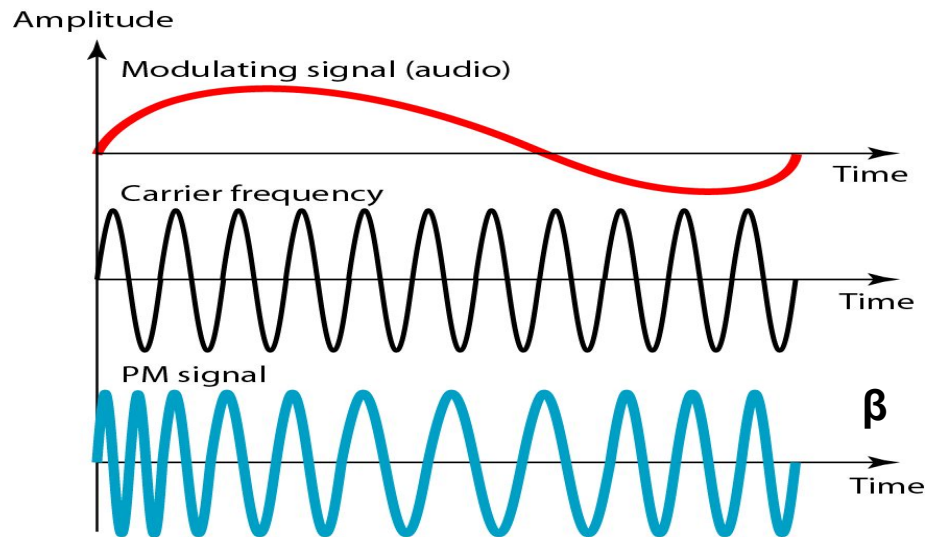 Amplitude
Modulating signal (audio)
Time
Carrier frequency
Time
PM signal
β
Time